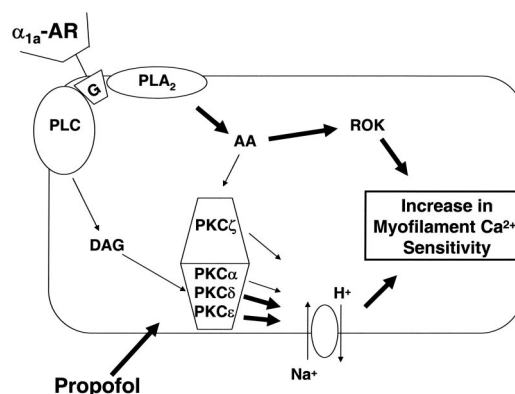 α1a-AR
G
PLA2
PLC
AA
ROK
DAG
PKCζ
PKCα
PKCδ
PKCε
Increase in
Myofilament Ca2+
Sensitivity
H+
Na+
Propofol